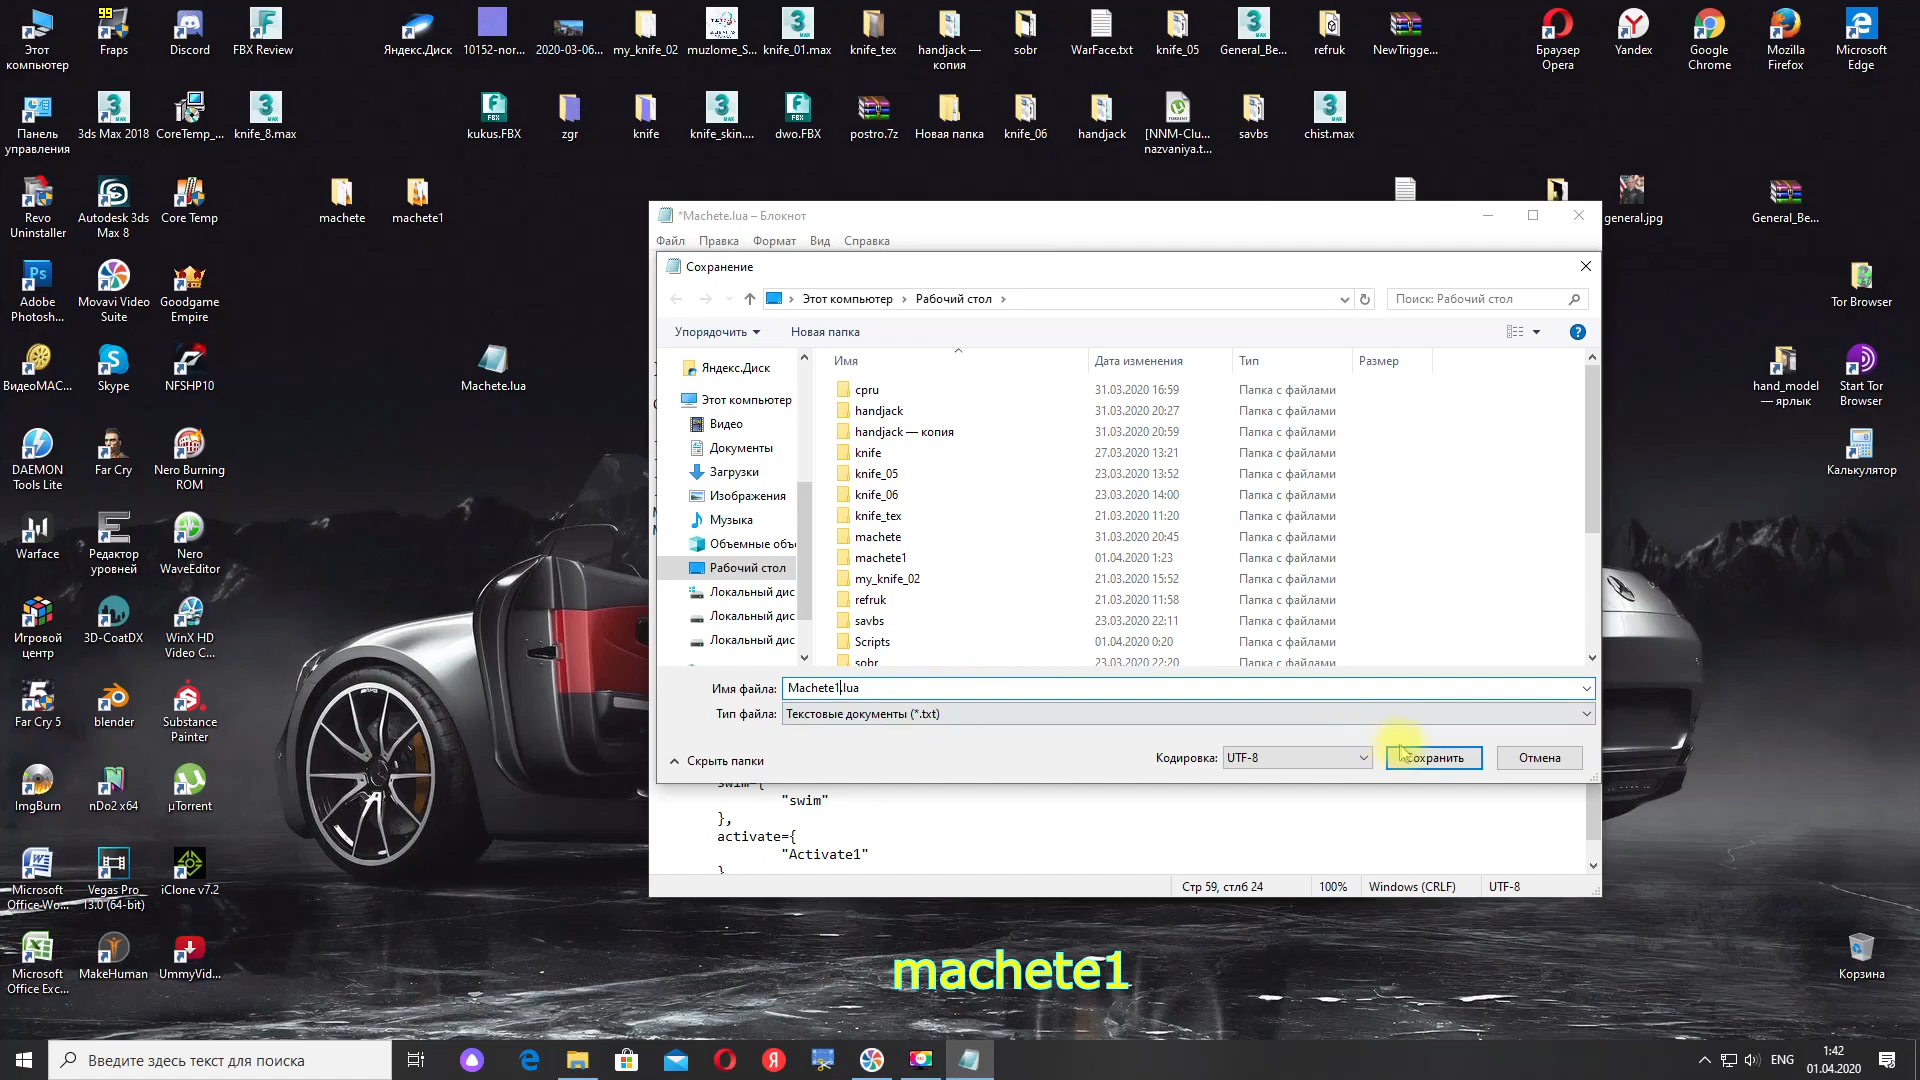 99
Этот компьютер
Fraps
Discord
FBX Review
Яндекс.Диск
10152-nor...
2020-03-06...
my_knife_02
muzlome_S...
knife_01.max
knife_tex
handjack — копия
sobr
WarFace.txt
knife_05
General_Be...
refruk
NewTrigge...
Браузер Opera
Yandex
Google Chrome
Mozilla Firefox
Microsoft Edge
Панель управления
3ds Max 2018
CoreTemp_...
knife_8.max
kukus.FBX
zgr
knife
knife_skin....
dwo.FBX
postro.7z
Новая папка
knife_06
handjack
[NNM-Clu... nazvaniya.t...
savbs
chist.max
Revo Uninstaller
Autodesk 3ds Max 8
Core Temp
machete
machete1
general.jpg
General_Be...
Adobe Photosh...
Movavi Video Suite
Goodgame Empire
Tor Browser
ВидеоМАС...
Skype
NFSHP10
Machete.lua
hand_model — ярлык
Start Tor Browser
DAEMON Tools Lite
Far Cry
Nero Burning ROM
Калькулятор
Warface
Редактор уровней
Nero WaveEditor
Игровой центр
3D-CoatDX
WinX HD Video C...
Far Cry 5
blender
Substance Painter
ImgBurn
nDo2 x64
µTorrent
Microsoft Office Wo...
Vegas Pro 13.0 (64-bit)
iClone v7.2
Microsoft Office Exc...
MakeHuman
UmmyVid...
Корзина
*Machete.lua – Блокнот
Файл Правка Формат Вид Справка
Сохранение
Этот компьютер › Рабочий стол ›
Поиск: Рабочий стол
Упорядочить Новая папка
Яндекс.Диск
Этот компьютер
Видео
Документы
Загрузки
Изображения
Музыка
Объемные объ
Рабочий стол
Локальный дис
Локальный дис
Локальный дис
Имя Дата изменения Тип Размер
cpru 31.03.2020 16:59 Папка с файлами
handjack 31.03.2020 20:27 Папка с файлами
handjack — копия 31.03.2020 20:59 Папка с файлами
knife 27.03.2020 13:21 Папка с файлами
knife_05 23.03.2020 13:52 Папка с файлами
knife_06 23.03.2020 14:00 Папка с файлами
knife_tex 21.03.2020 11:20 Папка с файлами
machete 31.03.2020 20:45 Папка с файлами
machete1 01.04.2020 1:23 Папка с файлами
my_knife_02 21.03.2020 15:52 Папка с файлами
refruk 21.03.2020 11:58 Папка с файлами
savbs 23.03.2020 22:11 Папка с файлами
Scripts 01.04.2020 0:20 Папка с файлами
sobr 23.03.2020 22:20 Папка с файлами
Имя файла: Machete1.lua
Тип файла: Текстовые документы (*.txt)
Скрыть папки
Кодировка: UTF-8
Сохранить Отмена
swim={
"swim"
},
activate={
"Activate1"
}
Стр 59, стлб 24 100% Windows (CRLF) UTF-8
machete1
Введите здесь текст для поиска
ENG
1:42
01.04.2020